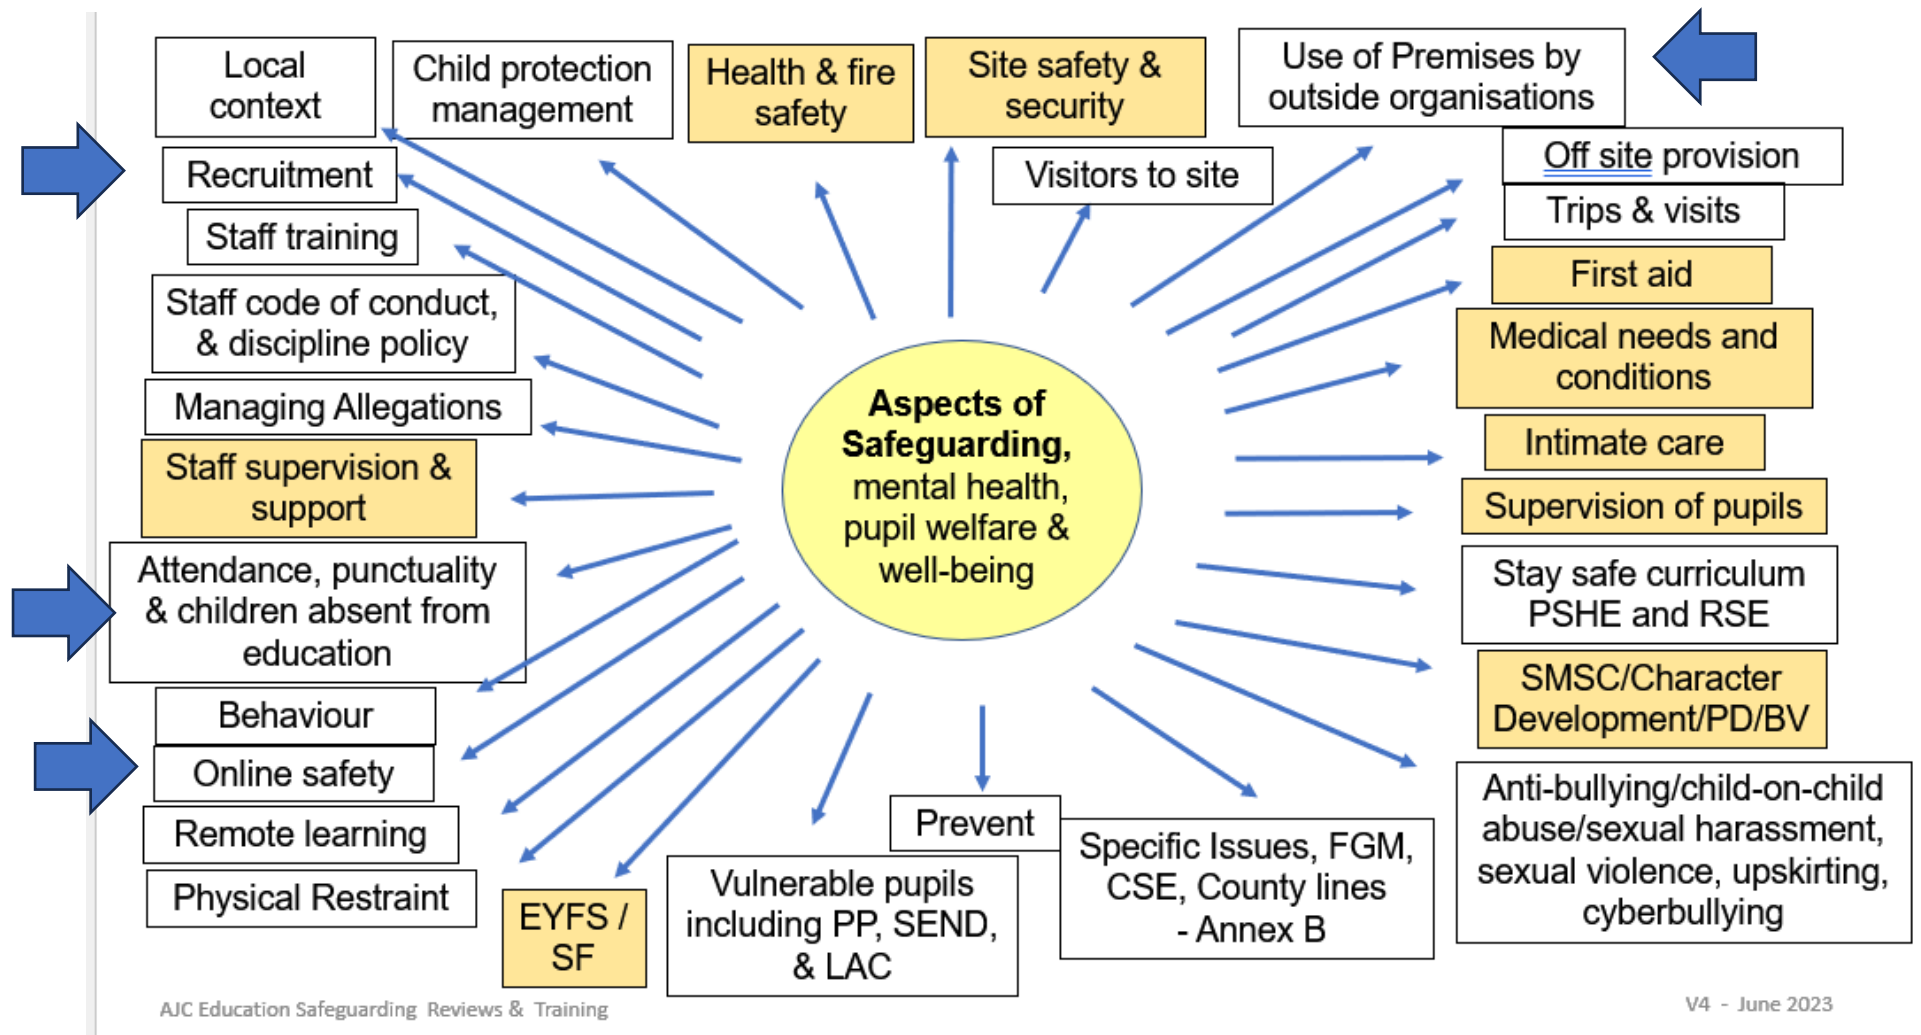 Local
context
Child protection
management
Health & fire
safety
Site safety &
security
Use of Premises by
outside organisations
Recruitment
Visitors to site
Off site provision
Staff training
Trips & visits
Staff code of conduct,
& discipline policy
First aid
Medical needs and
conditions
Managing Allegations
Aspects of
Safeguarding,
mental health,
pupil welfare &
well-being
Intimate care
Staff supervision &
support
Supervision of pupils
Attendance, punctuality
& children absent from
education
Stay safe curriculum
PSHE and RSE
Behaviour
SMSC/Character
Development/PD/BV
Online safety
Anti-bullying/child-on-child
abuse/sexual harassment,
sexual violence, upskirting,
cyberbullying
Remote learning
Prevent
Specific Issues, FGM,
CSE, County lines
- Annex B
Physical Restraint
EYFS /
SF
Vulnerable pupils
including PP, SEND,
& LAC
AJC Education Safeguarding Reviews & Training
V4 - June 2023